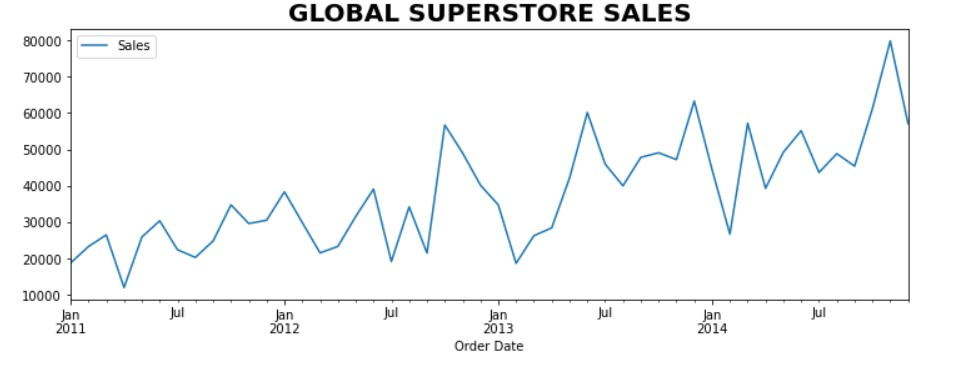 GLOBAL SUPERSTORE SALES
Sales
80000
70000
60000
50000
40000
30000
20000
10000
Jan Jul Jan Jul Jan Jul Jan Jul
2011 2012 2013 2014
Order Date